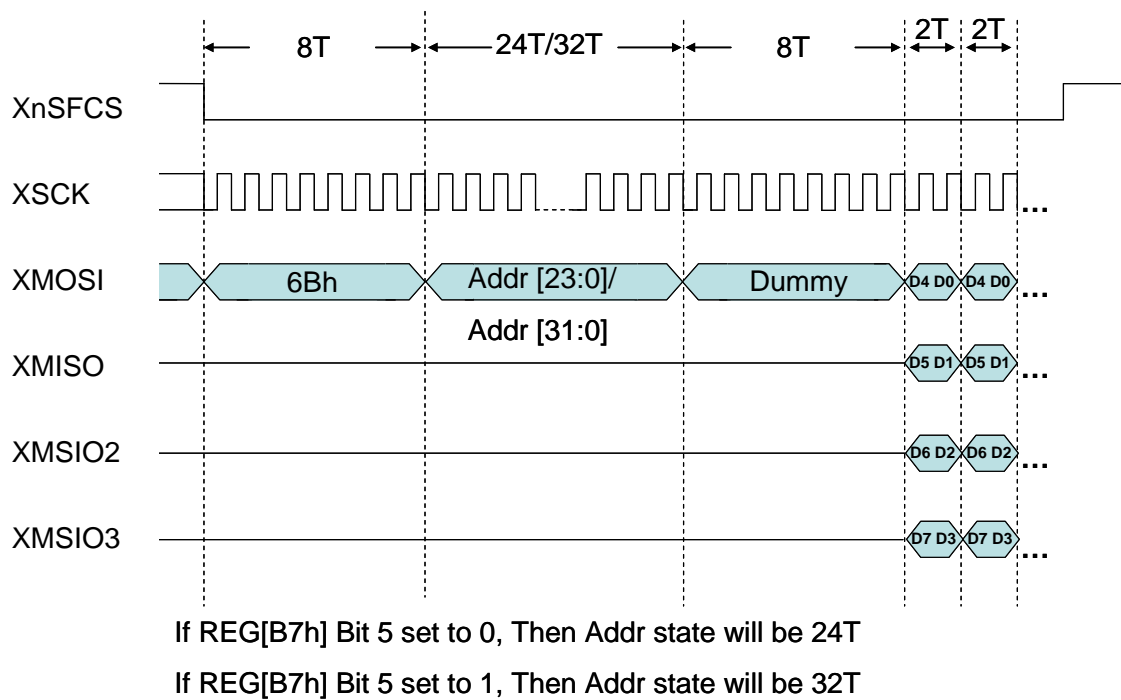 8T 24T/32T 8T 2T 2T
XnSFCS
XSCK ...
XMOSI 6Bh Addr [23:0]/ Dummy D4 D0 D4 D0 ...
Addr [31:0]
XMISO D5 D1 D5 D1 ...
XMSIO2 D6 D2 D6 D2 ...
XMSIO3 D7 D3 D7 D3 ...
If REG[B7h] Bit 5 set to 0, Then Addr state will be 24T
If REG[B7h] Bit 5 set to 1, Then Addr state will be 32T